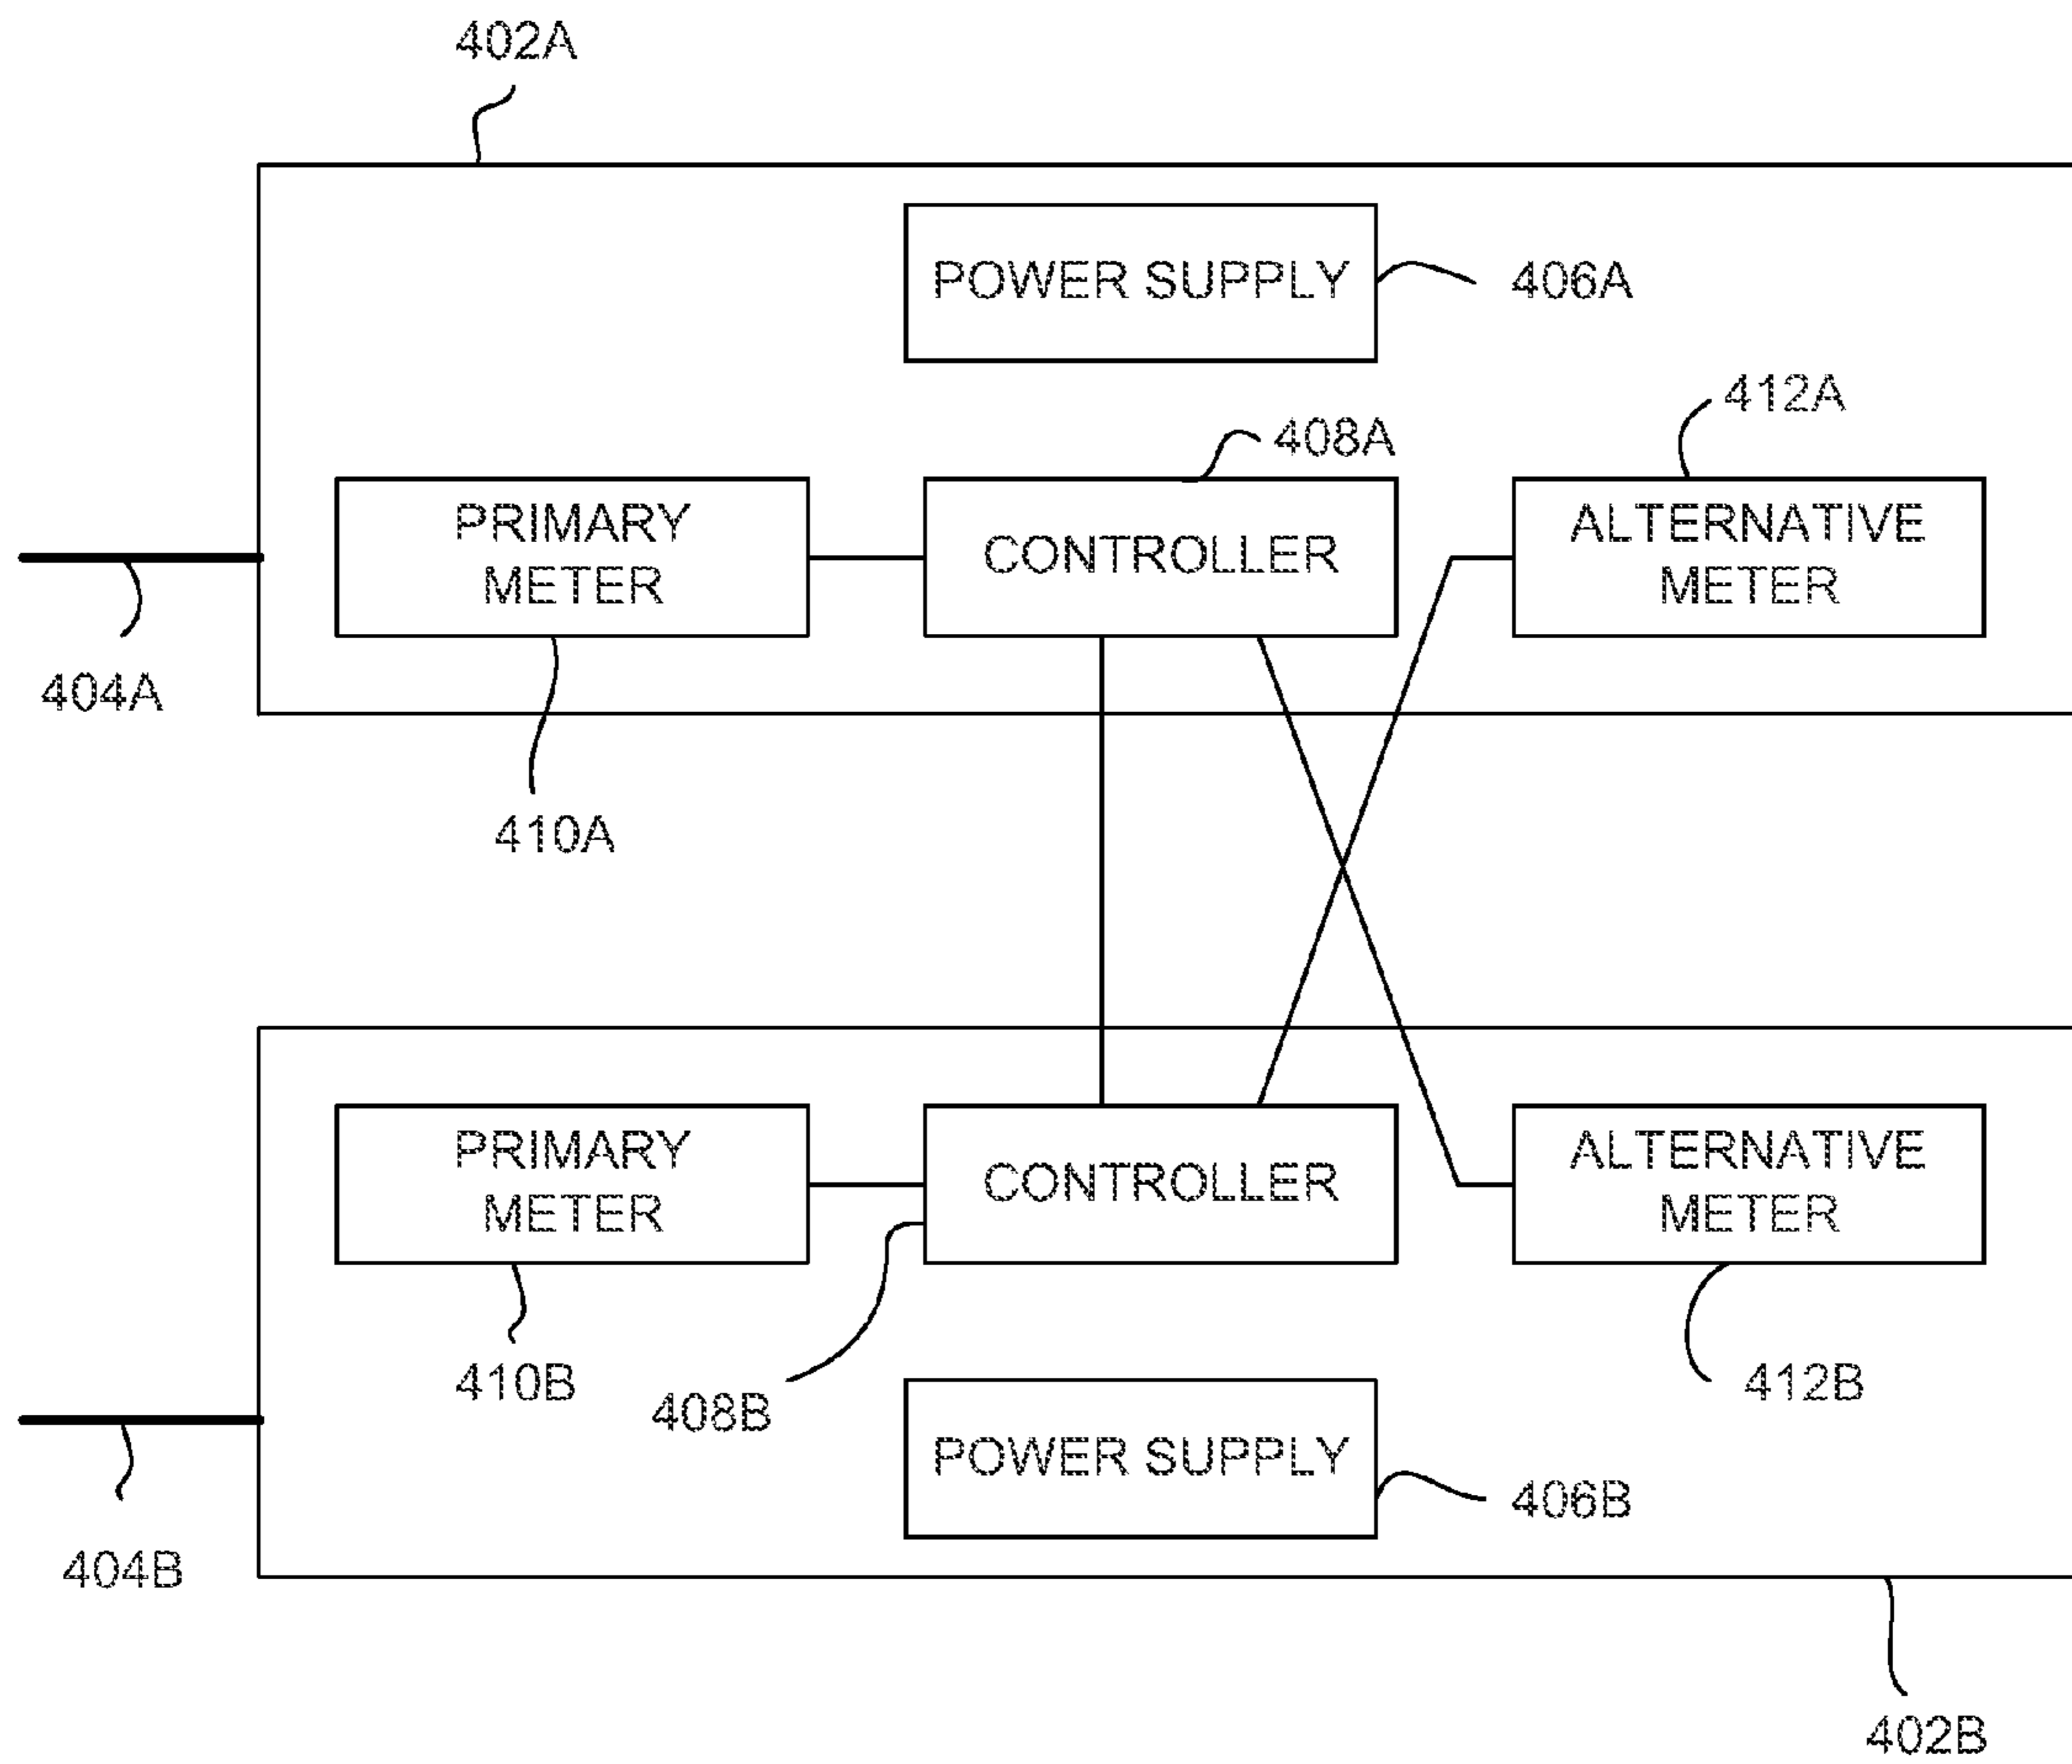 402A
POWER SUPPLY
406A
412A
408A
PRIMARY
METER
CONTROLLER
ALTERNATIVE
METER
404A
410A
PRIMARY
METER
CONTROLLER
ALTERNATIVE
METER
410B
408B
412B
POWER SUPPLY
406B
404B
402B